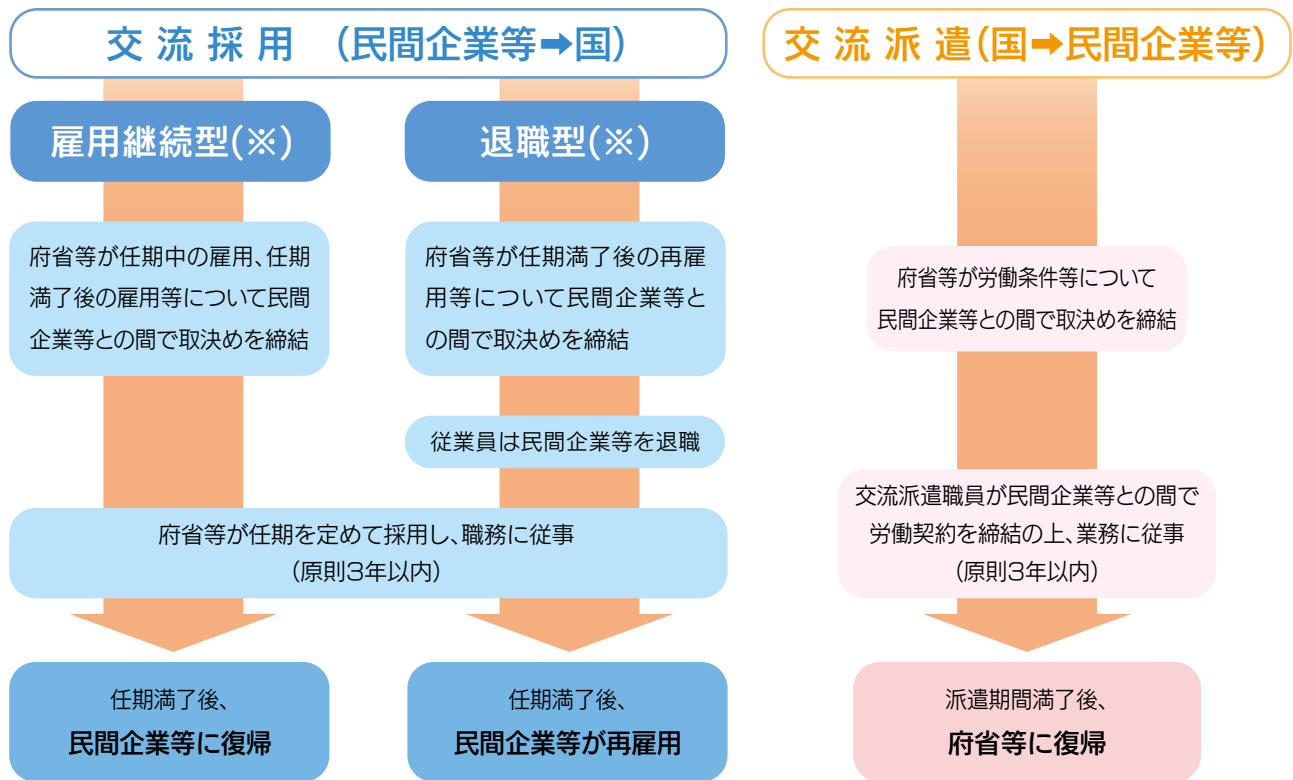 交流採用 (民間企業等➡国)
雇用継続型(※)
府省等が任期中の雇用、任期
満了後の雇用等について民間
企業等との間で取決めを締結
退職型(※)
府省等が任期満了後の再雇
用等について民間企業等と
の間で取決めを締結
従業員は民間企業等を退職
府省等が任期を定めて採用し、職務に従事
(原則3年以内)
任期満了後、
民間企業等に復帰
任期満了後、
民間企業等が再雇用
交流派遣(国➡民間企業等)
府省等が労働条件等について
民間企業等との間で取決めを締結
交流派遣職員が民間企業等との間で
労働契約を締結の上、業務に従事
(原則3年以内)
派遣期間満了後、
府省等に復帰